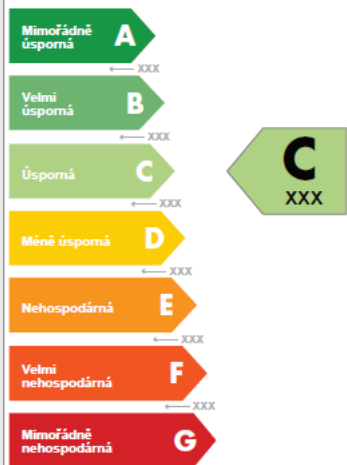 Mimořádně
úsporná
A
XXX
Velmi
úsporná
B
XXX
Úsporná
C
XXX
Méně úsporná
D
XXX
Nehospodárná
E
XXX
Velmi
nehospodárná
F
XXX
Mimořádně
nehospodárná
G
C
XXX